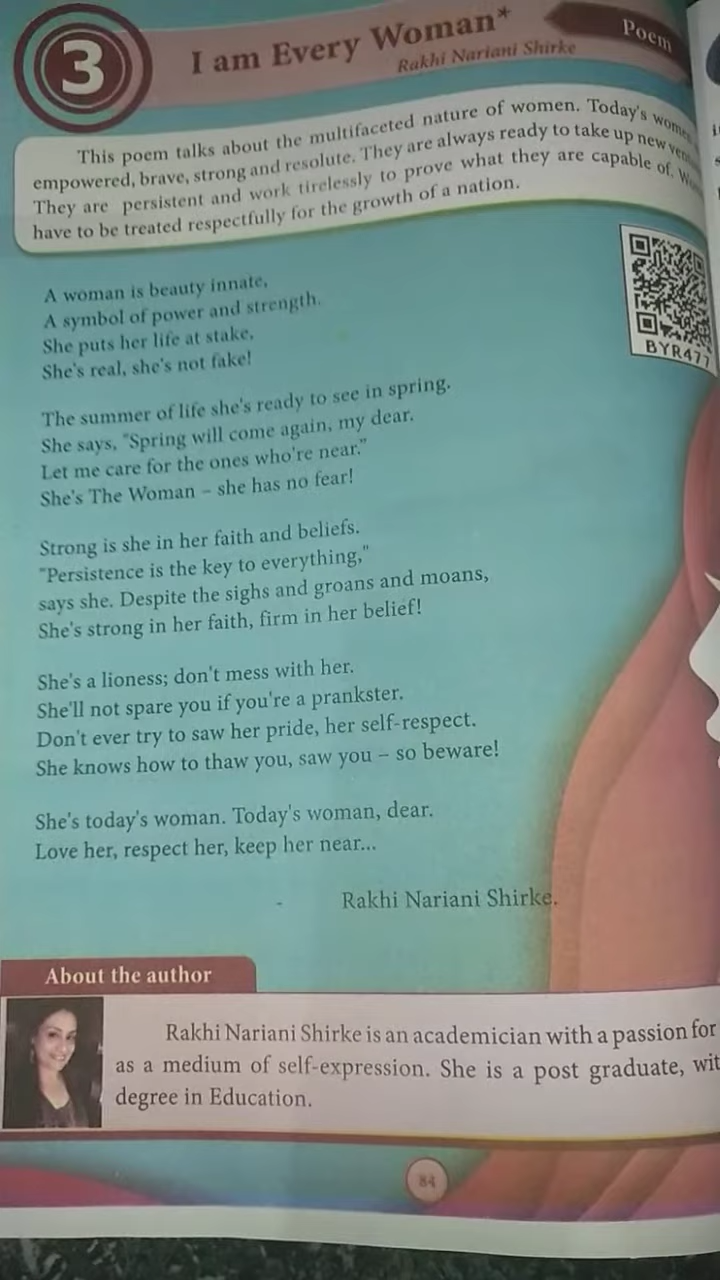 3
I am Every Woman*
Poem
Rakhi Nariani Shirke
This poem talks about the multifaceted nature of women. Today's
empowered, brave, strong and resolute. They are always ready to take up new
They are persistent and work tirelessly to prove what they are capable of.
have to be treated respectfully for the growth of a nation.
BYR477
A woman is beauty innate,
A symbol of power and strength.
She puts her life at stake,
She's real, she's not fake!
The summer of life she's ready to see in spring.
She says, "Spring will come again, my dear.
Let me care for the ones who're near."
She's The Woman – she has no fear!
Strong is she in her faith and beliefs.
"Persistence is the key to everything,"
says she. Despite the sighs and groans and moans,
She's strong in her faith, firm in her belief!
She's a lioness; don't mess with her.
She'll not spare you if you're a prankster.
Don't ever try to saw her pride, her self-respect.
She knows how to thaw you, saw you – so beware!
She's today's woman. Today's woman, dear.
Love her, respect her, keep her near...
- Rakhi Nariani Shirke.
About the author
Rakhi Nariani Shirke is an academician with a passion for
as a medium of self-expression. She is a post graduate,
degree in Education.
84